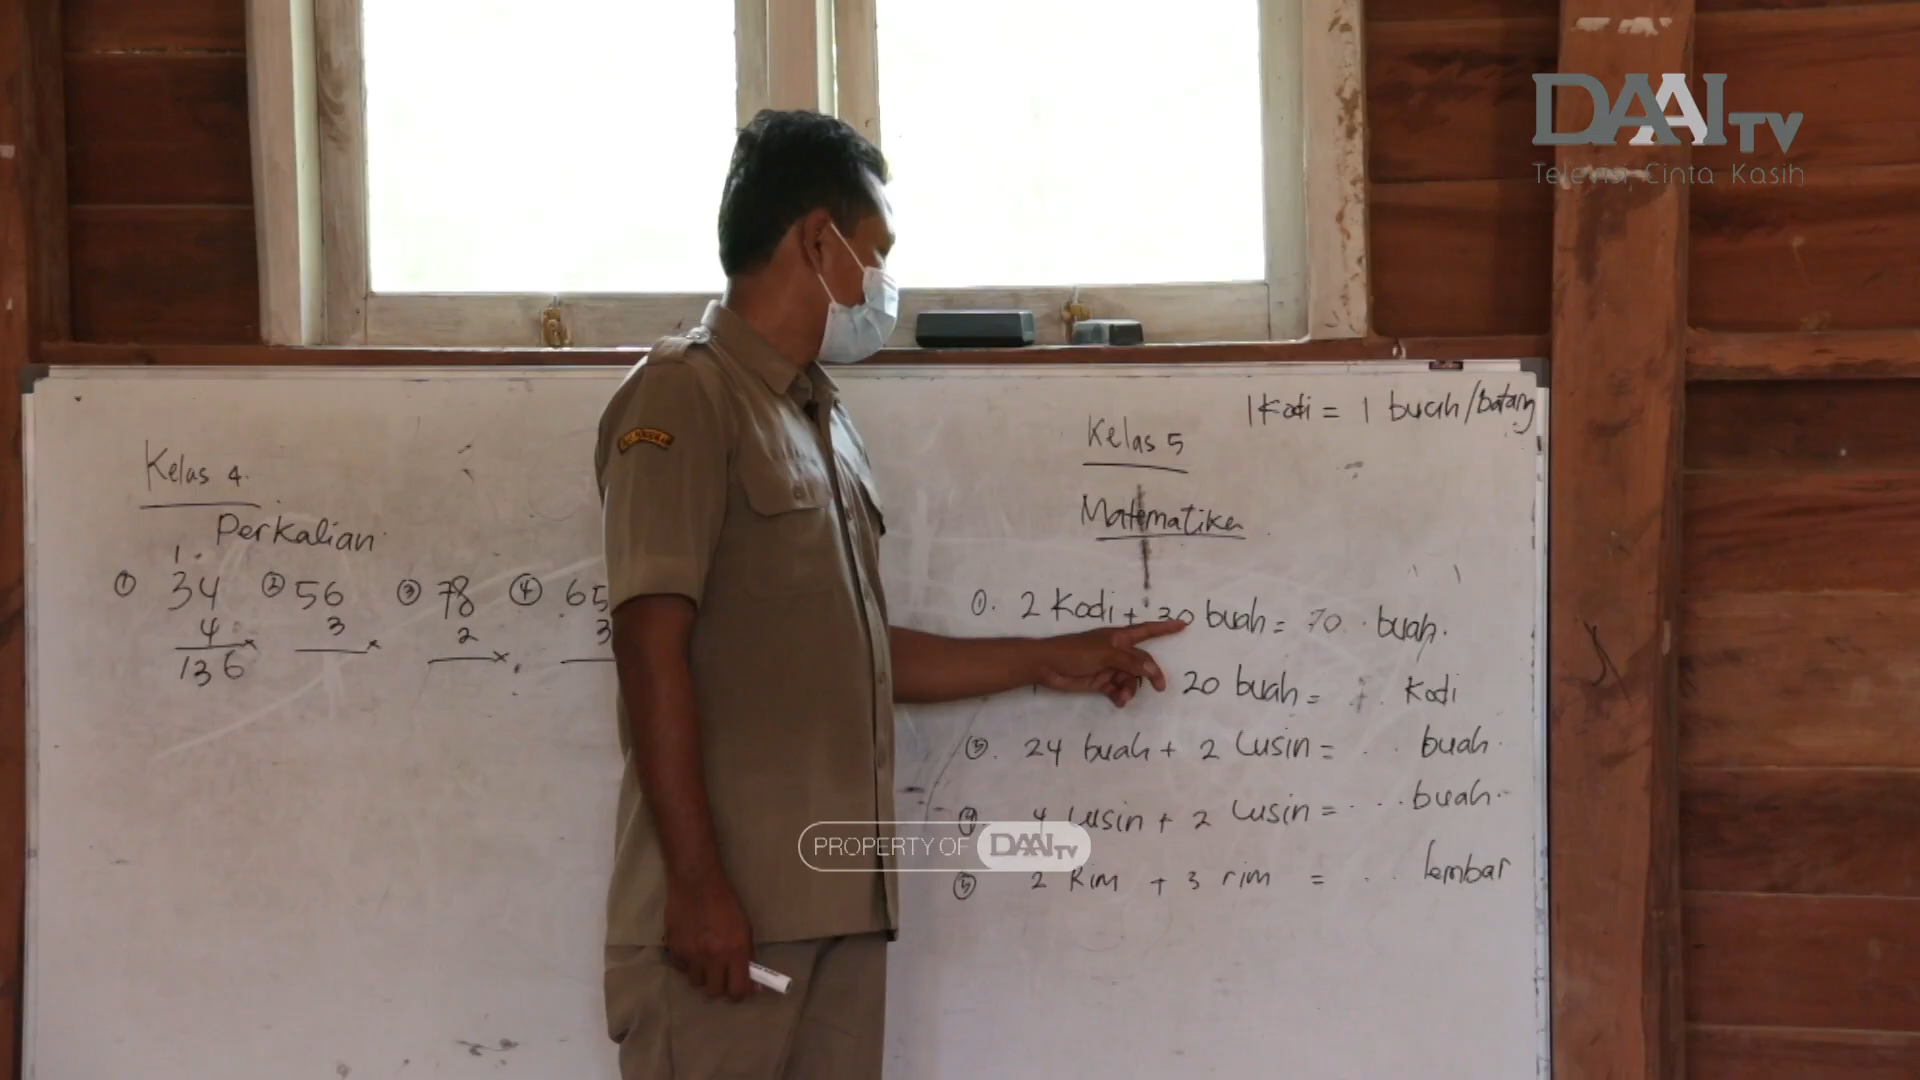 DAAI TV
Televisi Cinta Kasih
1 Kodi = 1 buah/batang
Kelas 4.
Perkalian
1.
① 34 ② 56 ③ 78 ④ 65
4 × 3 × 2 × 3
136
Kelas 5
Matematika
①. 2 Kodi + 30 buah = 70 . buah.
20 buah = . . Kodi
③. 24 buah + 2 Lusin = . . buah.
④. 4 Lusin + 2 Lusin = . . . buah..
⑤ 2 Rim + 3 rim = . . lembar
PROPERTY OF DAAI TV